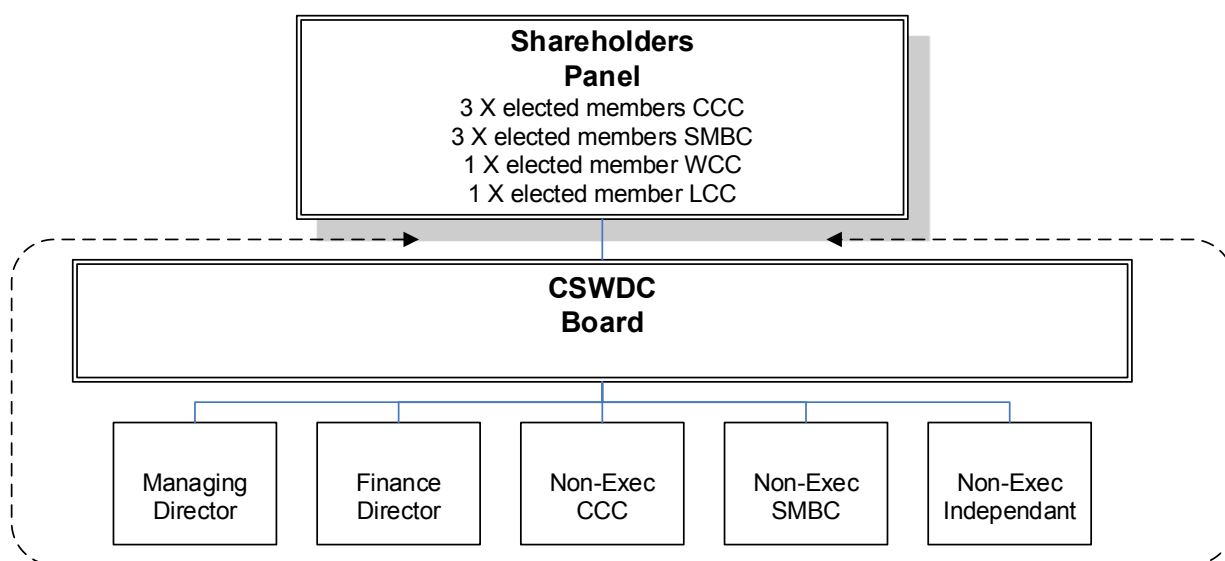 Shareholders
Panel
3 X elected members CCC
3 X elected members SMBC
1 X elected member WCC
1 X elected member LCC
CSWDC
Board
Managing
Director
Finance
Director
Non-Exec
CCC
Non-Exec
SMBC
Non-Exec
Independant